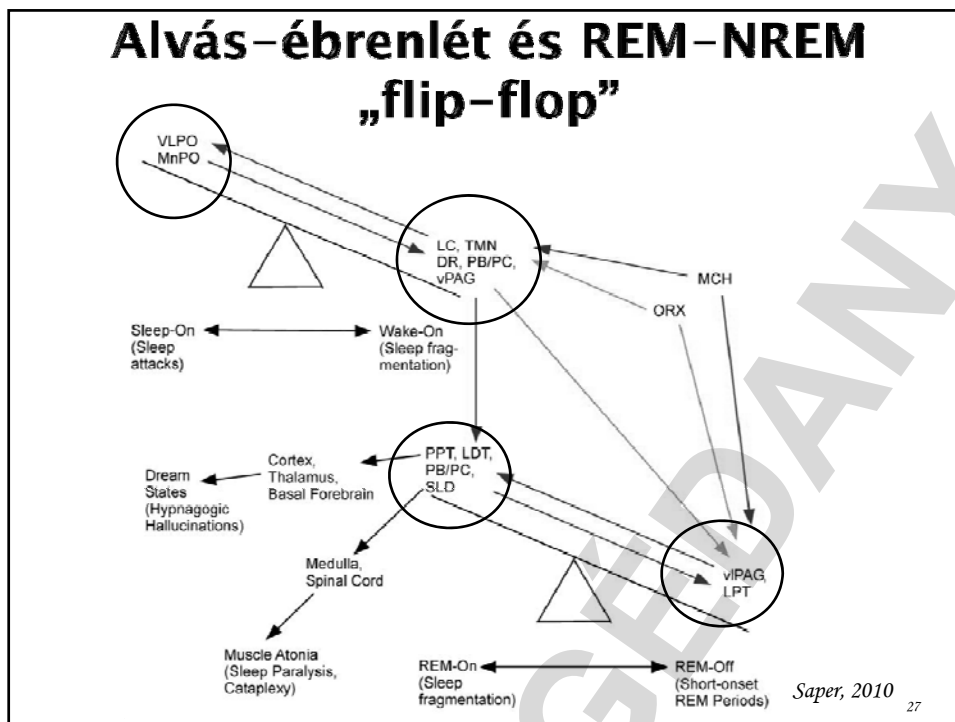 Alvás-ébrenlét és REM-NREM
„flip-flop”
VLPO
MnPO
LC, TMN
DR, PB/PC,
vPAG
MCH
ORX
Sleep-On
(Sleep
attacks)
Wake-On
(Sleep frag-
mentation)
PPT, LDT,
PB/PC,
SLD
Cortex,
Thalamus,
Basal Forebrain
Dream
States
(Hypnagogic
Hallucinations)
Medulla,
Spinal Cord
vlPAG,
LPT
Muscle Atonia
(Sleep Paralysis,
Cataplexy)
REM-On
(Sleep
fragmentation)
REM-Off
(Short-onset
REM Periods)
Saper, 2010
27
GÉDANY